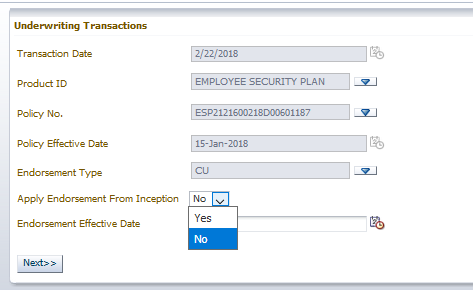 Underwriting Transactions
Transaction Date 2/22/2018
Product ID EMPLOYEE SECURITY PLAN
Policy No. ESP2121600218D00601187
Policy Effective Date 15-Jan-2018
Endorsement Type CU
Apply Endorsement From Inception No
Yes
Endorsement Effective Date
No
Next>>